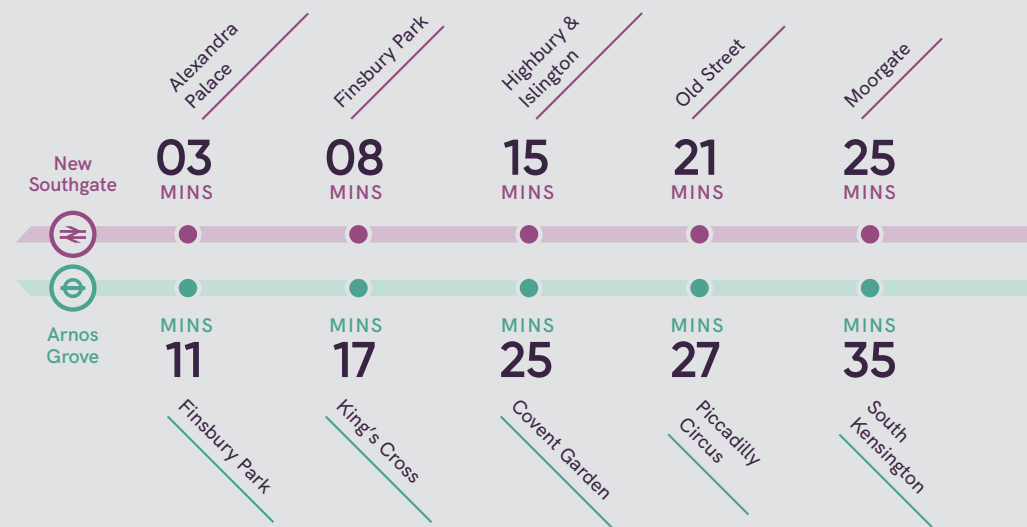 Alexandra
Palace
Finsbury Park
Highbury &
Islington
Old Street
Moorgate
New
Southgate
03
MINS
08
MINS
15
MINS
21
MINS
25
MINS
Arnos
Grove
MINS
11
MINS
17
MINS
25
MINS
27
MINS
35
Finsbury Park
King's Cross
Covent Garden
Piccadilly
Circus
South
Kensington